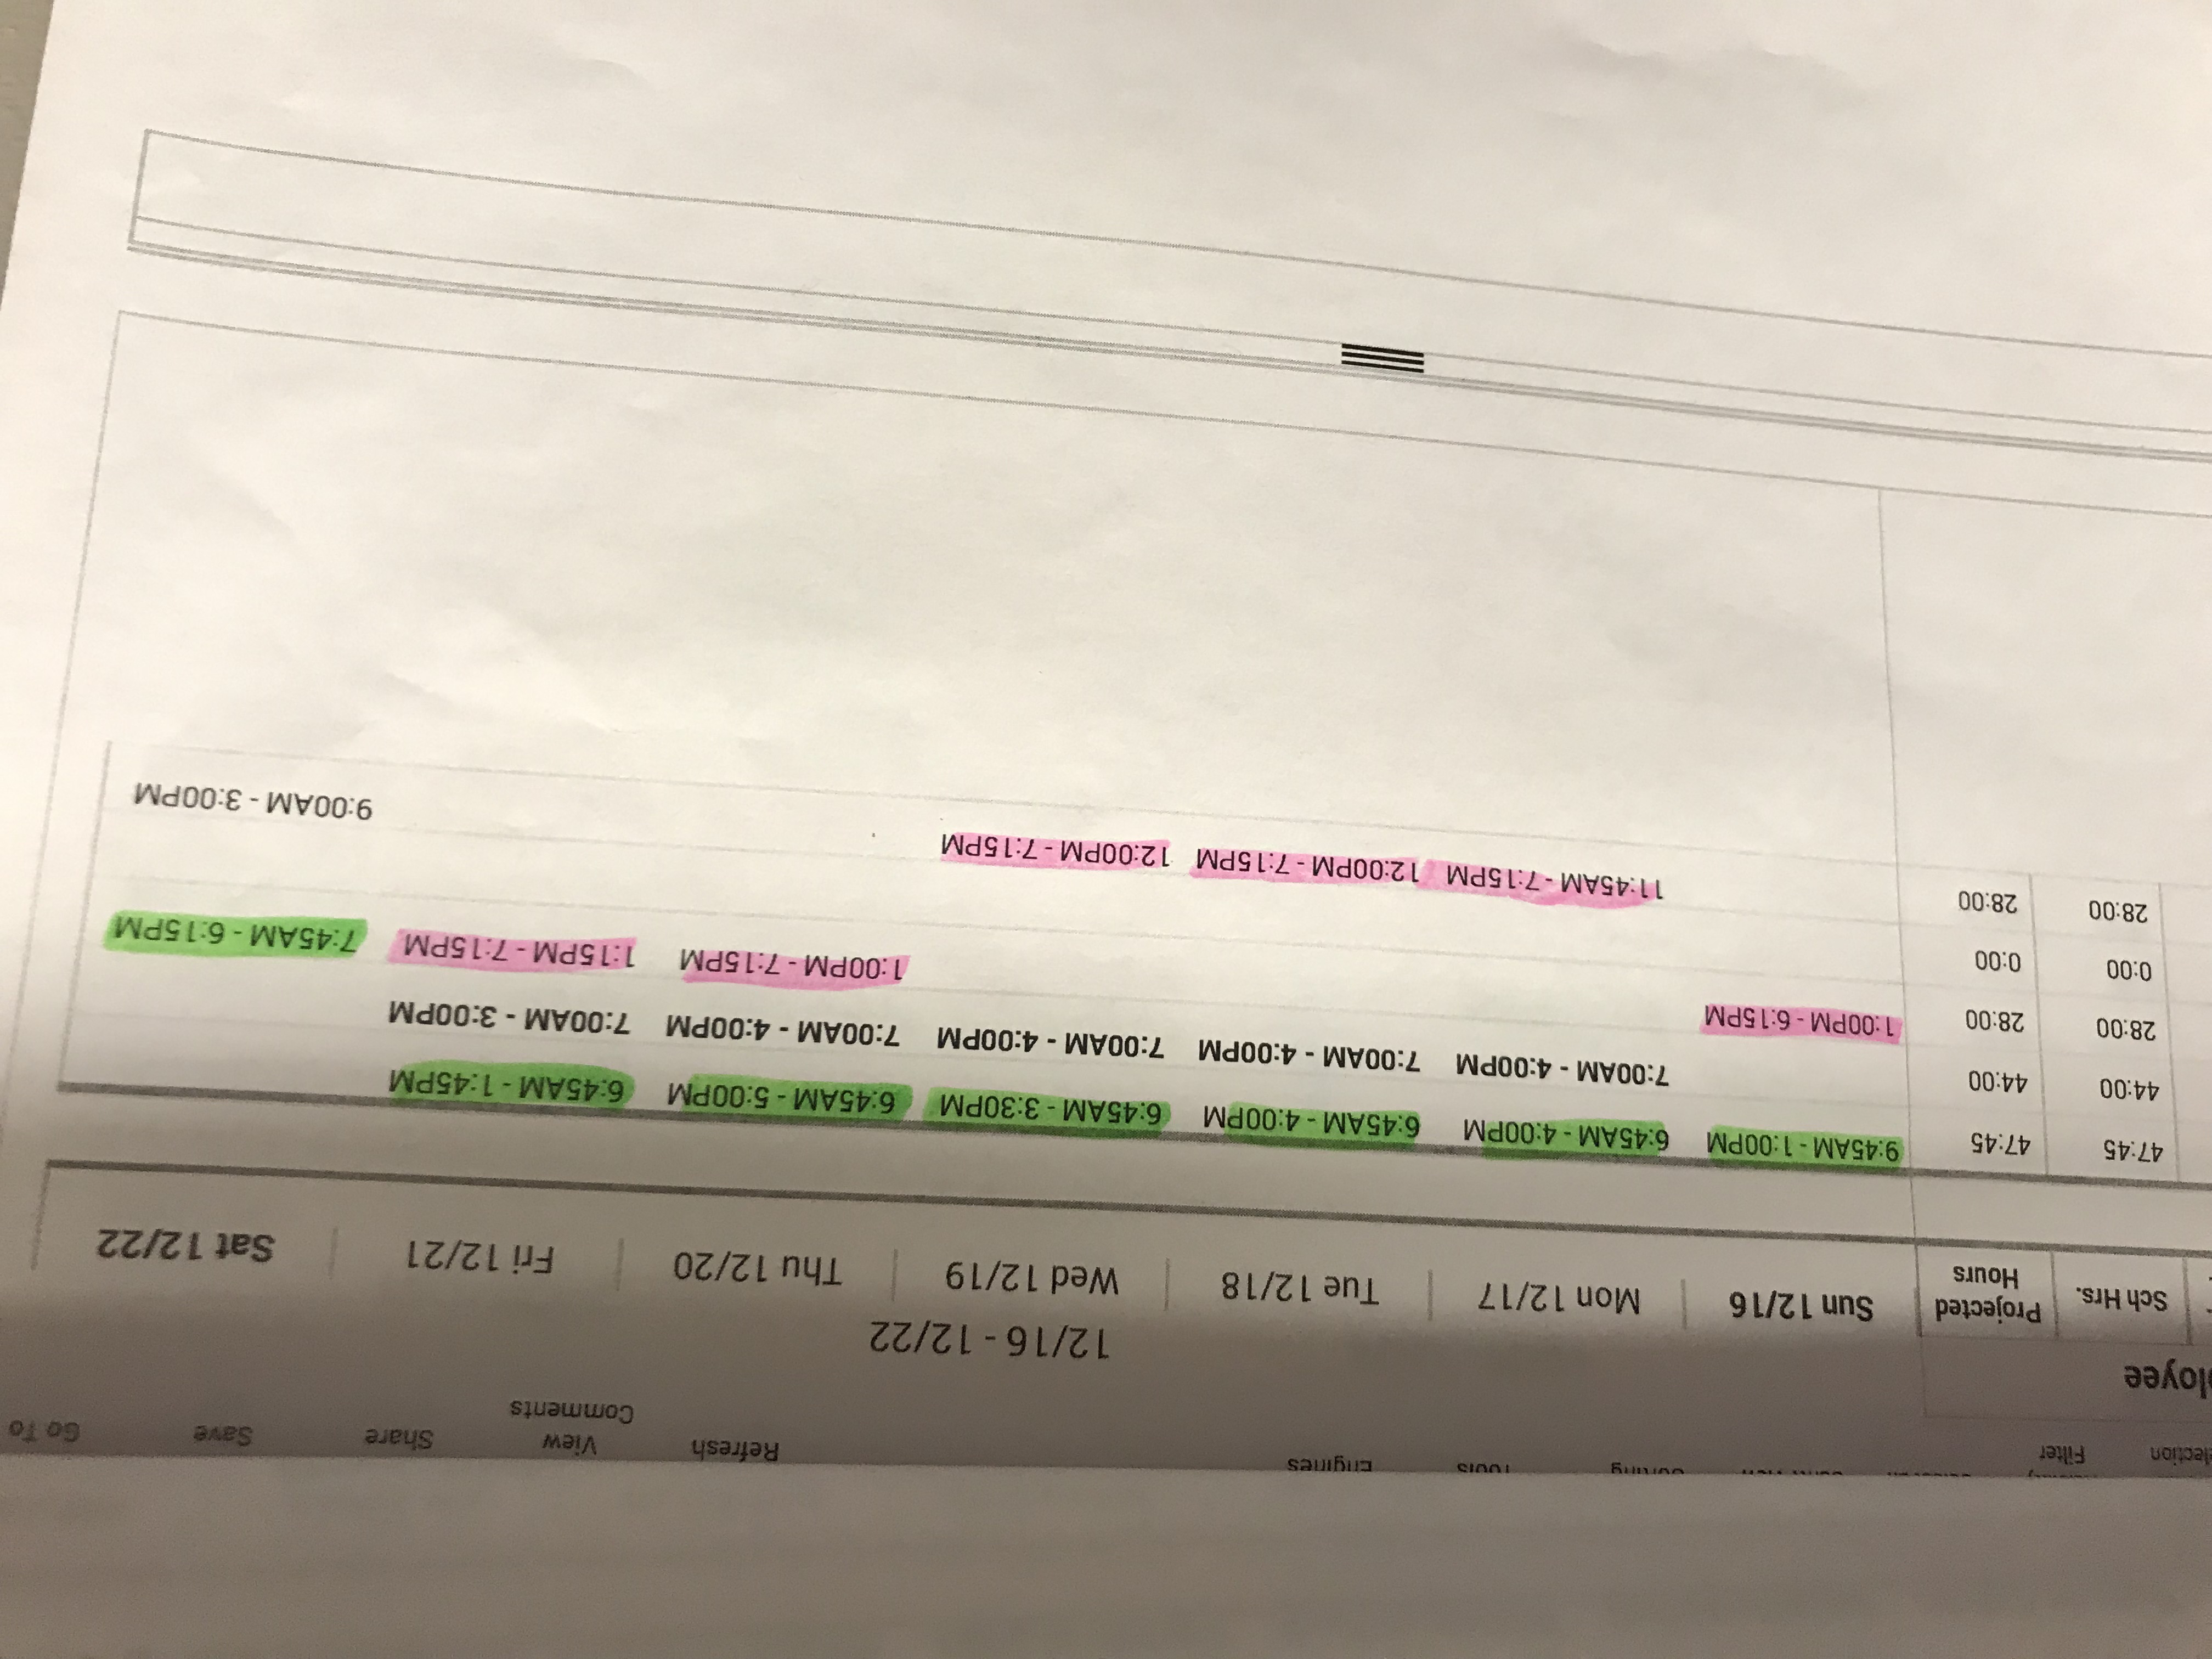 Sorting Tools Engines
election Filter Refresh View Comments Share Save Go To
ployee
12/16 - 12/22
Sch Hrs. Projected Hours Sun 12/16 Mon 12/17 Tue 12/18 Wed 12/19 Thu 12/20 Fri 12/21 Sat 12/22
47:45 47:45 9:45AM - 1:00PM 6:45AM - 4:00PM 6:45AM - 4:00PM 6:45AM - 3:30PM 6:45AM - 5:00PM 6:45AM - 1:45PM
44:00 44:00 7:00AM - 4:00PM 7:00AM - 4:00PM 7:00AM - 4:00PM 7:00AM - 4:00PM 7:00AM - 3:00PM
28:00 28:00 1:00PM - 6:15PM 1:00PM - 7:15PM 1:15PM - 7:15PM 7:45AM - 6:15PM
0:00 0:00
28:00 28:00 11:45AM - 7:15PM 12:00PM - 7:15PM 12:00PM - 7:15PM 9:00AM - 3:00PM